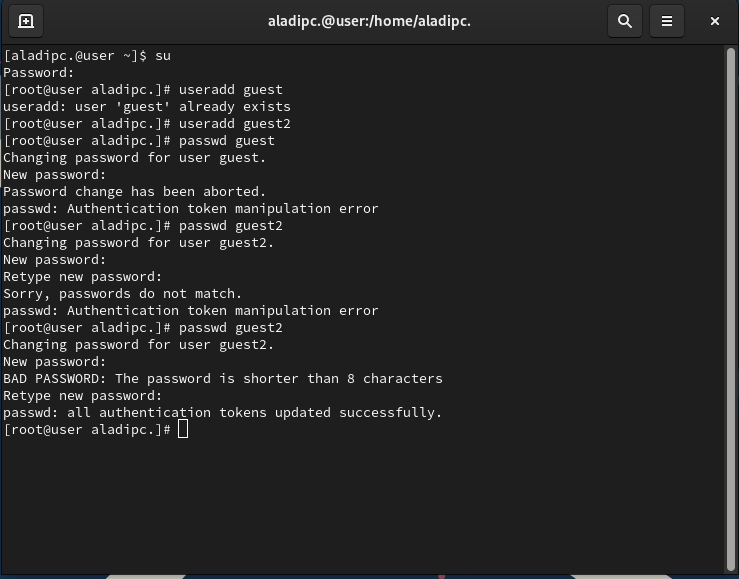 aladipc.@user:/home/aladipc.
[aladipc.@user ~]$ su
Password:
[root@user aladipc.]# useradd guest
useradd: user 'guest' already exists
[root@user aladipc.]# useradd guest2
[root@user aladipc.]# passwd guest
Changing password for user guest.
New password:
Password change has been aborted.
passwd: Authentication token manipulation error
[root@user aladipc.]# passwd guest2
Changing password for user guest2.
New password:
Retype new password:
Sorry, passwords do not match.
passwd: Authentication token manipulation error
[root@user aladipc.]# passwd guest2
Changing password for user guest2.
New password:
BAD PASSWORD: The password is shorter than 8 characters
Retype new password:
passwd: all authentication tokens updated successfully.
[root@user aladipc.]#